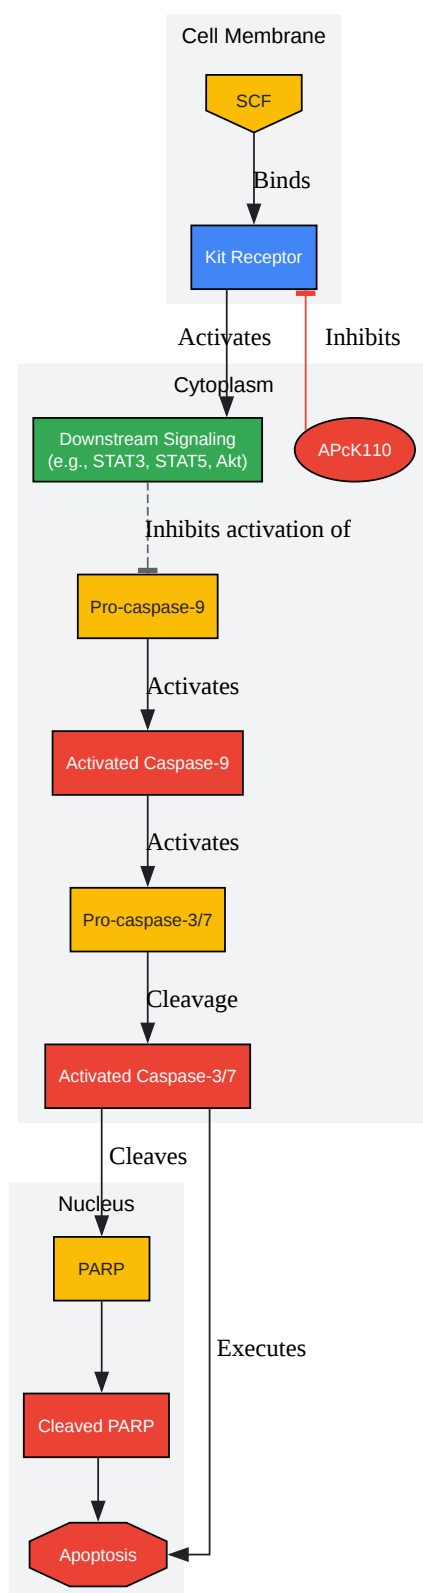 Cell Membrane
SCF
Binds
Kit Receptor
Activates
Inhibits
Cytoplasm
Downstream Signaling
(e.g., STAT3, STAT5, Akt)
APcK110
Inhibits activation of
Pro-caspase-9
Activates
Activated Caspase-9
Activates
Pro-caspase-3/7
Cleavage
Activated Caspase-3/7
Cleaves
Nucleus
PARP
Executes
Cleaved PARP
Apoptosis